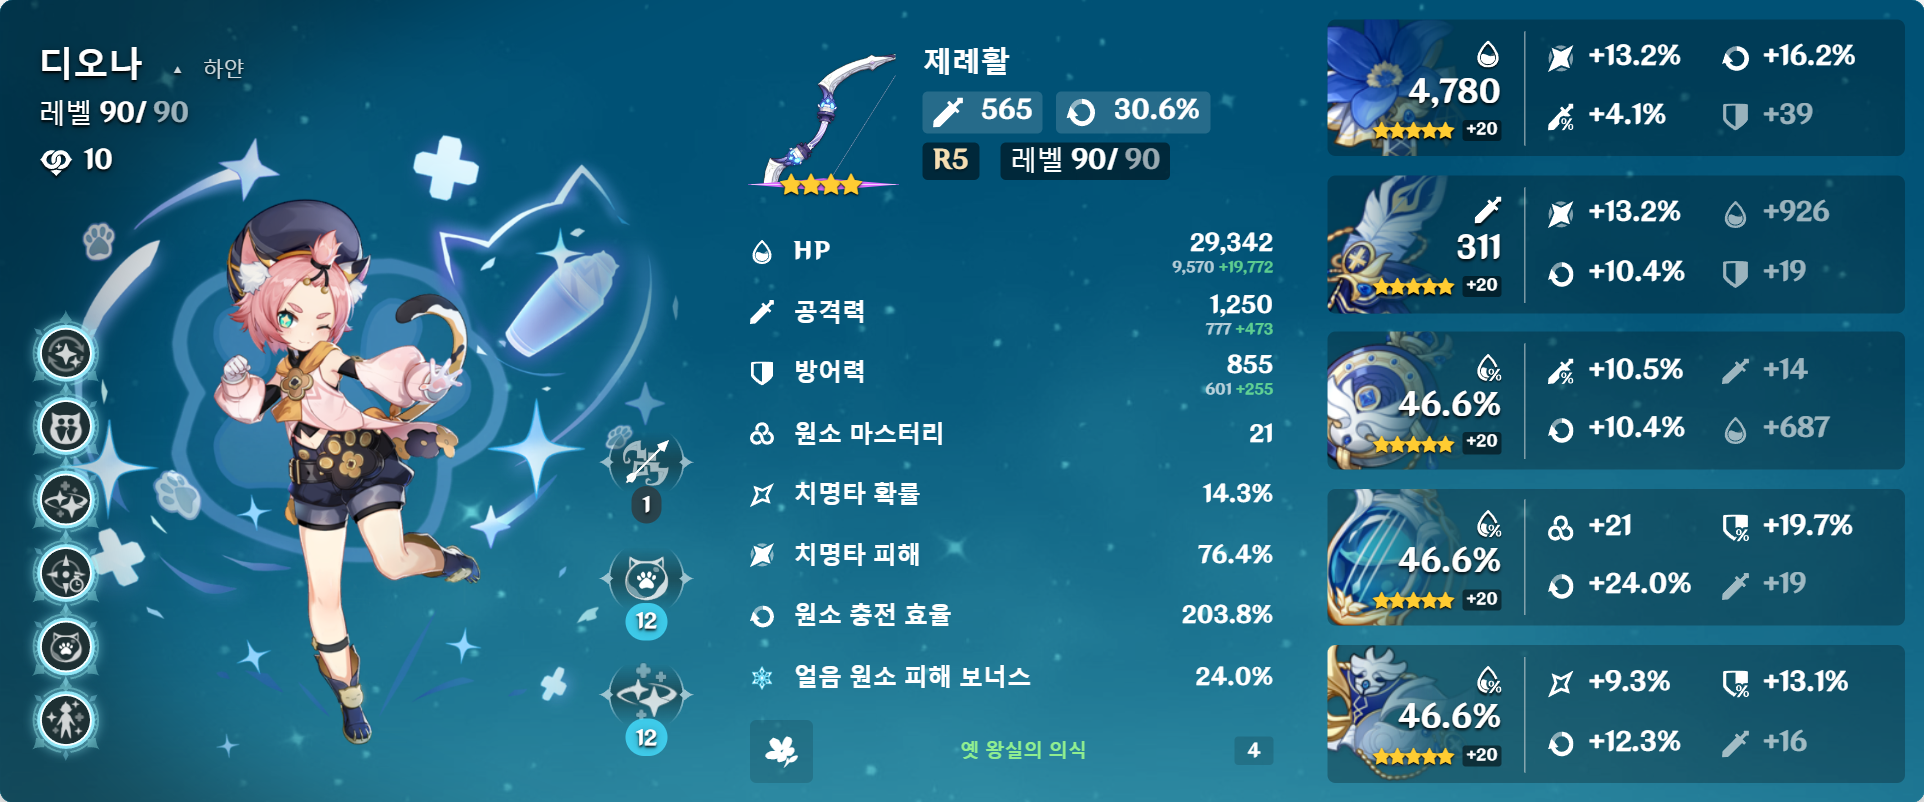 디오나 ▲ 하얀
레벨 90/ 90
10
1
12
12
제례활
565 30.6%
R5 레벨 90/ 90
HP 29,342
9,570 +19,772
공격력 1,250
777 +473
방어력 855
601 +255
원소 마스터리 21
치명타 확률 14.3%
치명타 피해 76.4%
원소 충전 효율 203.8%
얼음 원소 피해 보너스 24.0%
옛 왕실의 의식 4
4,780
+20
+13.2% +16.2%
+4.1% +39
311
+20
+13.2% +926
+10.4% +19
46.6%
+20
+10.5% +14
+10.4% +687
46.6%
+20
+21 +19.7%
+24.0% +19
46.6%
+20
+9.3% +13.1%
+12.3% +16